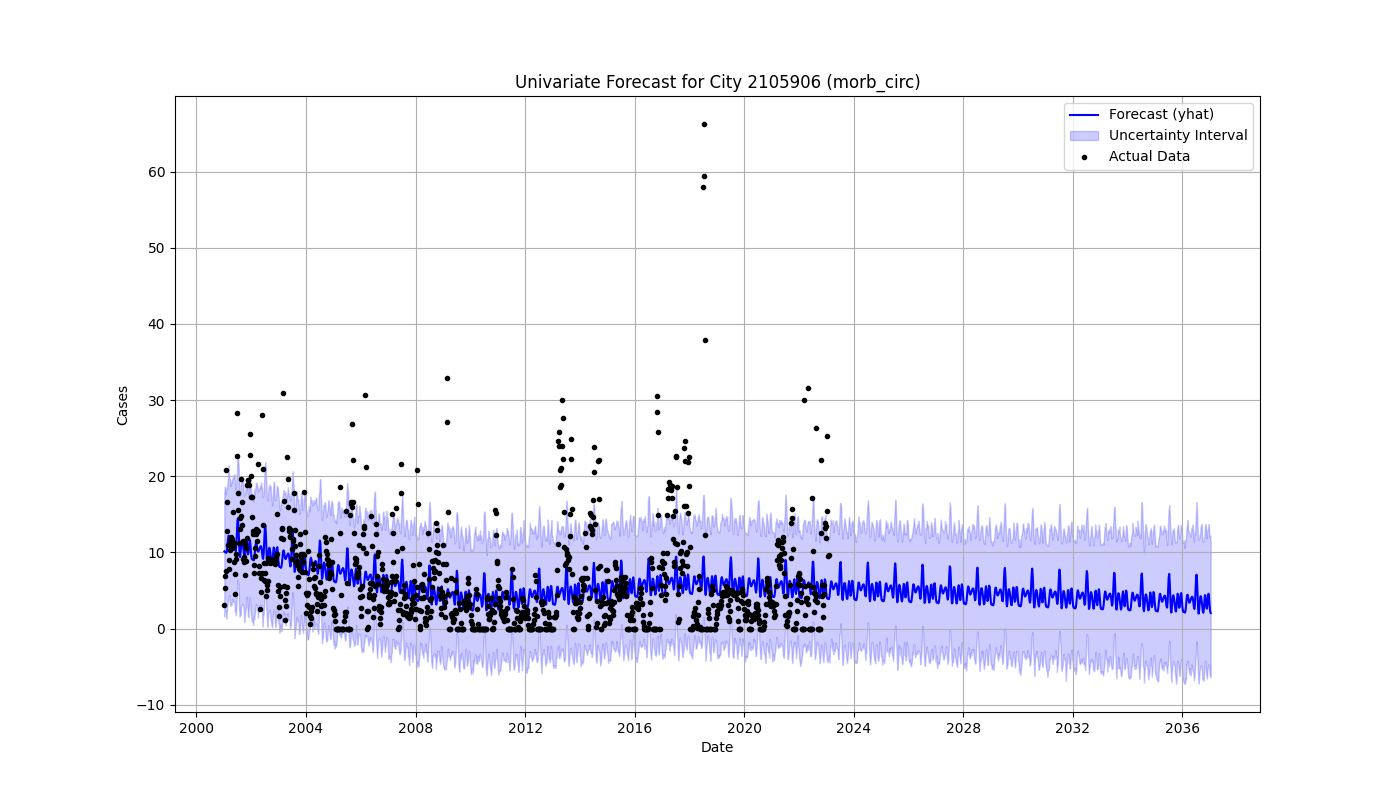 Univariate Forecast for City 2105906 (morb_circ)
Forecast (yhat)
Uncertainty Interval
Actual Data
Cases
60
50
40
30
20
10
0
−10
2000 2004 2008 2012 2016 2020 2024 2028 2032 2036
Date